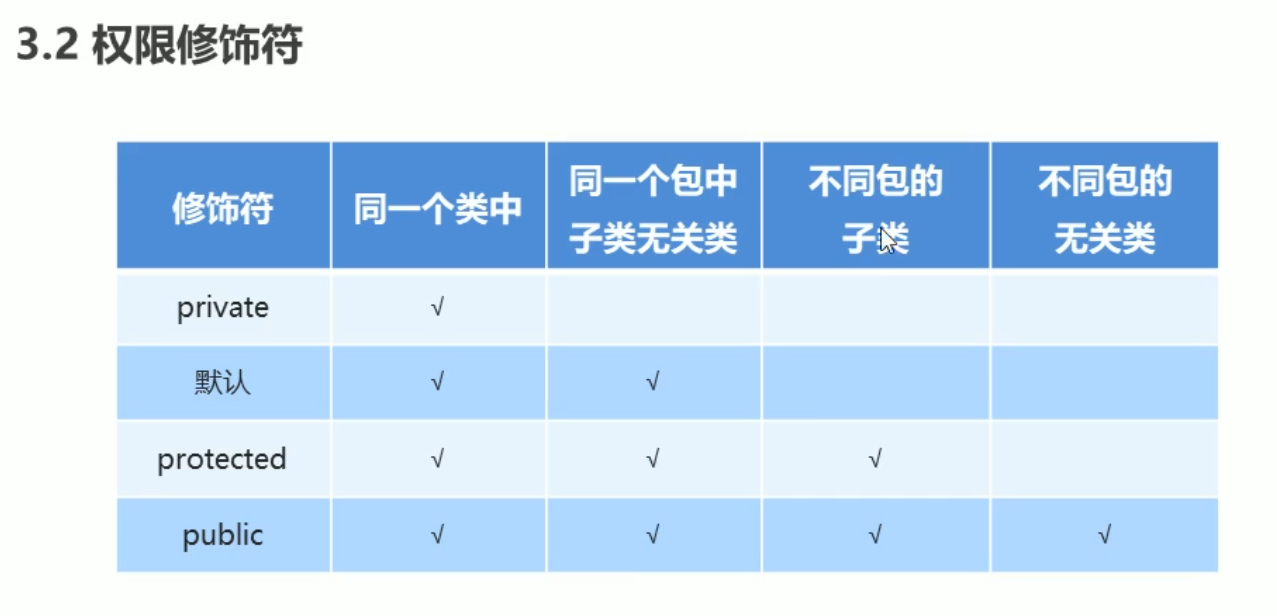 3.2 权限修饰符
修饰符 同一个类中 同一个包中 不同包的 不同包的
子类无关类 子类 无关类
private √
默认 √ √
protected √ √ √
public √ √ √ √